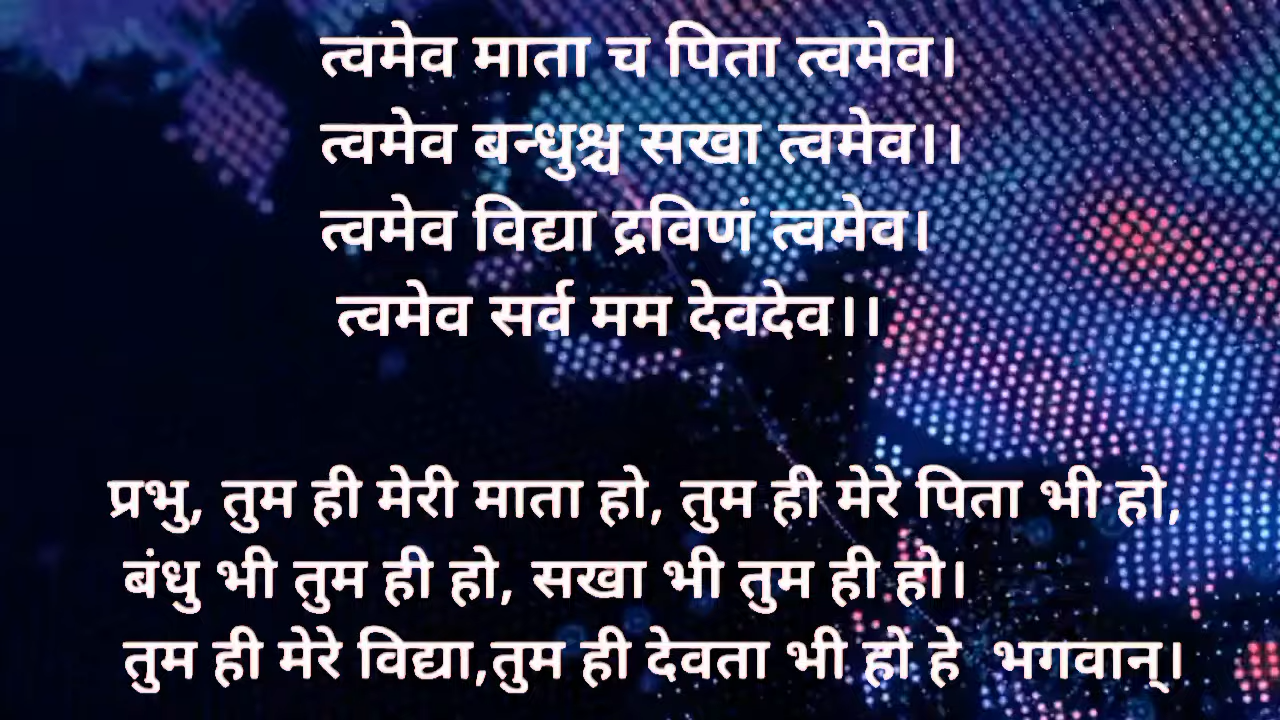 त्वमेव माता च पिता त्वमेव।
त्वमेव बन्धुश्च सखा त्वमेव।।
त्वमेव विद्या द्रविणं त्वमेव।
त्वमेव सर्व मम देवदेव।।
प्रभु, तुम ही मेरी माता हो, तुम ही मेरे पिता भी हो,
बंधु भी तुम ही हो, सखा भी तुम ही हो।
तुम ही मेरे विद्या,तुम ही देवता भी हो हे भगवान्।